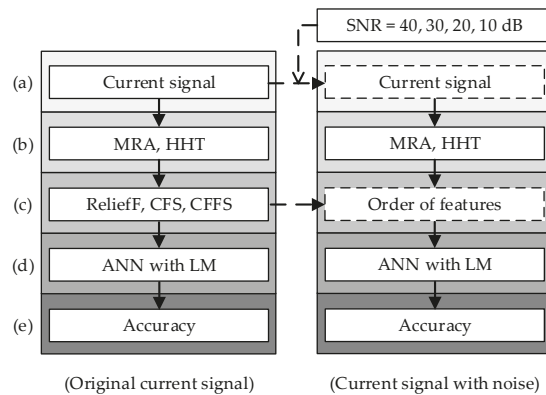 SNR = 40, 30, 20, 10 dB
(a) Current signal Current signal
(b) MRA, HHT MRA, HHT
(c) ReliefF, CFS, CFFS Order of features
(d) ANN with LM ANN with LM
(e) Accuracy Accuracy
(Original current signal) (Current signal with noise)